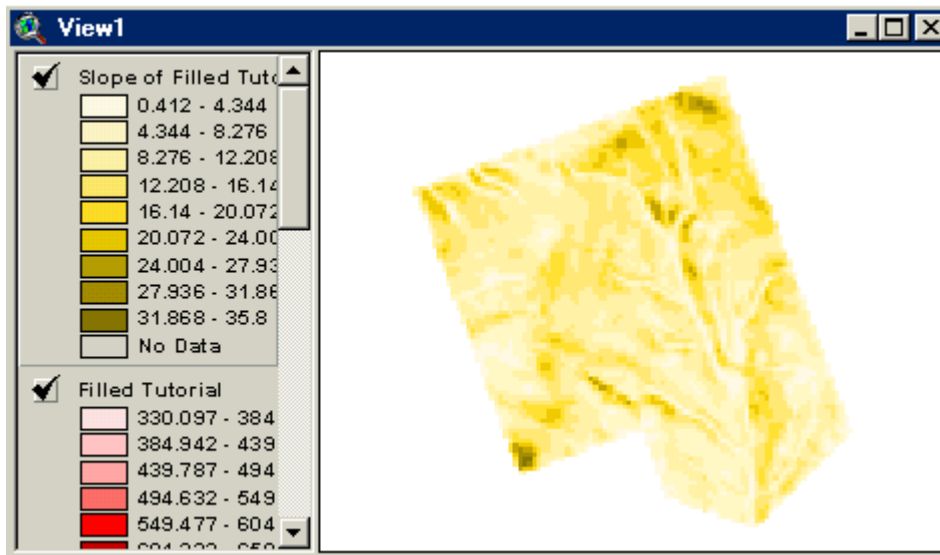 View1
Slope of Filled Tuto
0.412 - 4.344
4.344 - 8.276
8.276 - 12.208
12.208 - 16.14
16.14 - 20.072
20.072 - 24.00
24.004 - 27.93
27.936 - 31.86
31.868 - 35.8
No Data
Filled Tutorial
330.097 - 384
384.942 - 439
439.787 - 494
494.632 - 549
549.477 - 604